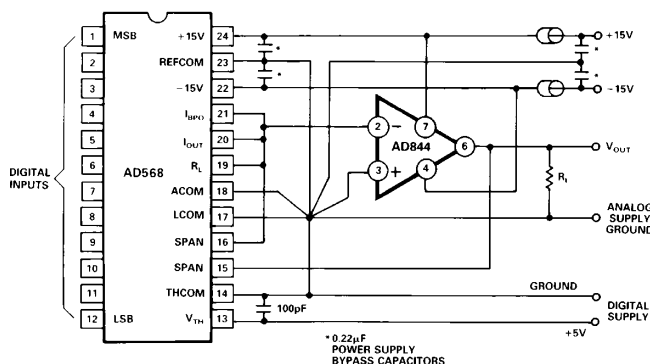 1 MSB +15V 24
2 REFCOM 23
3 −15V 22
4 IBPO 21
5 IOUT 20
6 RL 19
7 ACOM 18
8 LCOM 17
9 SPAN 16
10 SPAN 15
11 THCOM 14
12 LSB VTH 13
AD568
DIGITAL
INPUTS
*
*
*
*
+15V
−15V
2 −
3 +
7
4
6
AD844
VOUT
RL
ANALOG
SUPPLY
GROUND
GROUND
DIGITAL
SUPPLY
+5V
100pF
* 0.22µF
POWER SUPPLY
BYPASS CAPACITORS